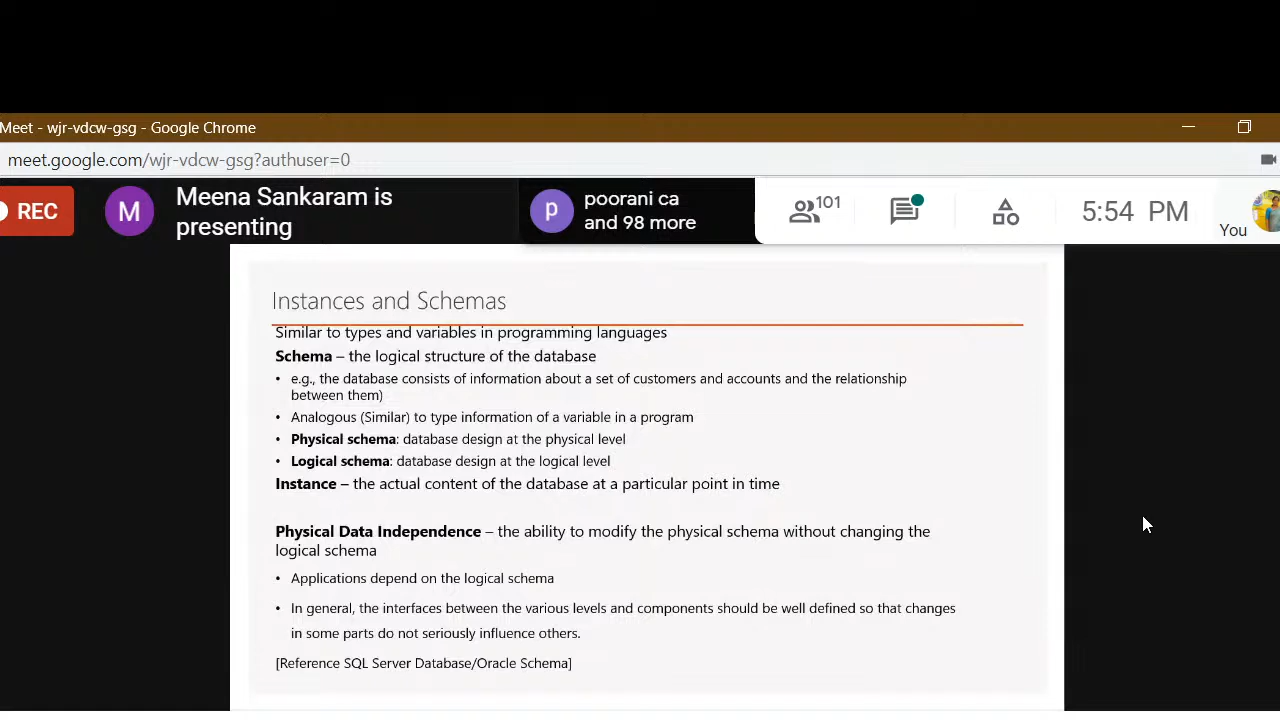 Meet - wjr-vdcw-gsg - Google Chrome
meet.google.com/wjr-vdcw-gsg?authuser=0
REC
M
Meena Sankaram is
presenting
p
poorani ca
and 98 more
101
5:54 PM
You
Instances and Schemas
Similar to types and variables in programming languages
Schema – the logical structure of the database
• e.g., the database consists of information about a set of customers and accounts and the relationship
between them)
• Analogous (Similar) to type information of a variable in a program
• Physical schema: database design at the physical level
• Logical schema: database design at the logical level
Instance – the actual content of the database at a particular point in time
Physical Data Independence – the ability to modify the physical schema without changing the
logical schema
• Applications depend on the logical schema
• In general, the interfaces between the various levels and components should be well defined so that changes
in some parts do not seriously influence others.
[Reference SQL Server Database/Oracle Schema]